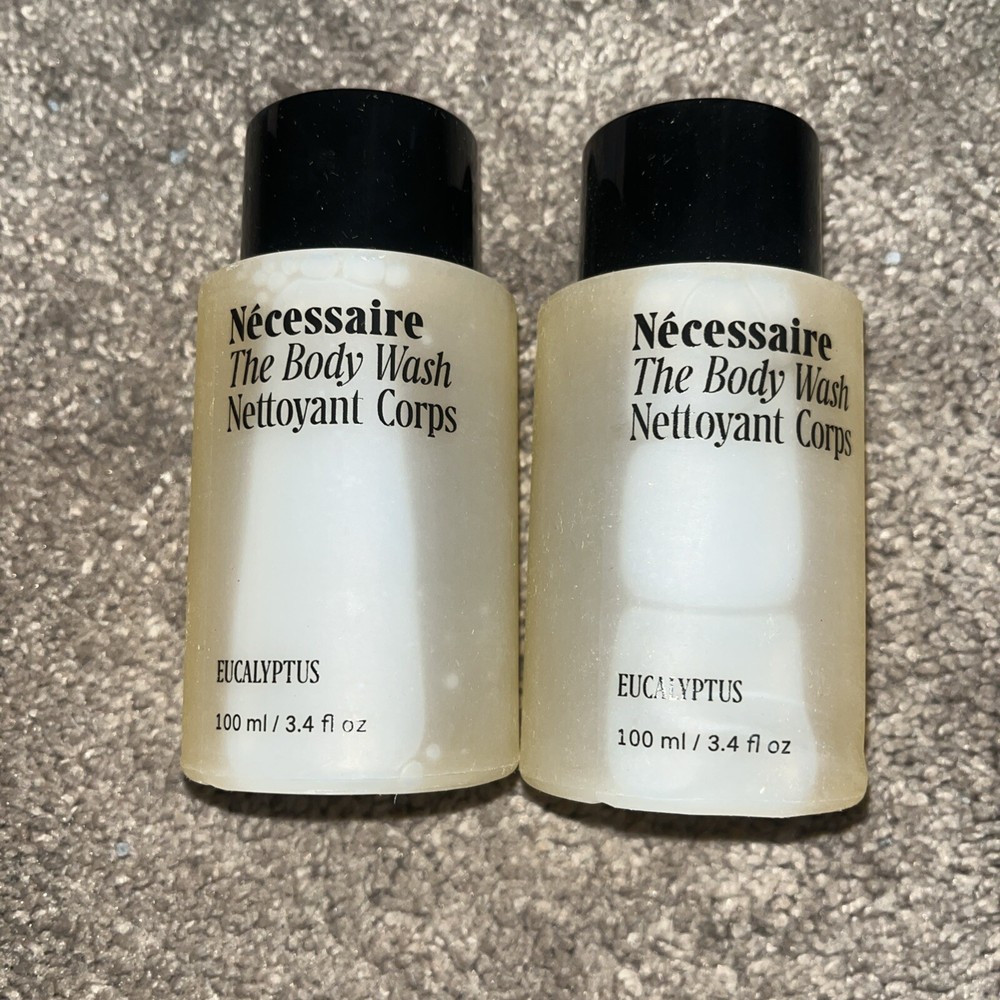 Nécessaire
The Body Wash
Nettoyant Corps
EUCALYPTUS
100 ml / 3.4 fl oz
Nécessaire
The Body Wash
Nettoyant Corps
EUCALYPTUS
100 ml / 3.4 fl oz